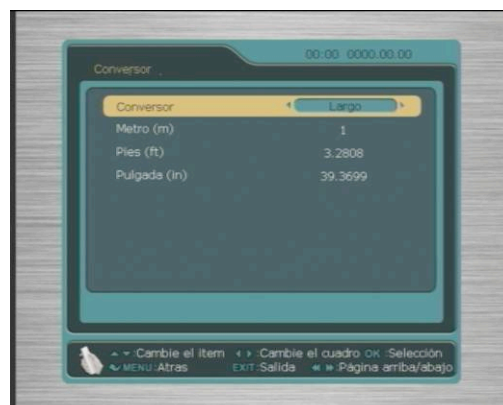 00:00 0000.00.00
Conversor
Conversor Largo
Metro (m) 1
Pies (ft) 3.2808
Pulgada (in) 39.3699
:Cambie el item :Cambie el cuadro OK :Selección
MENU:Atras EXIT:Salida :Página arriba/abajo